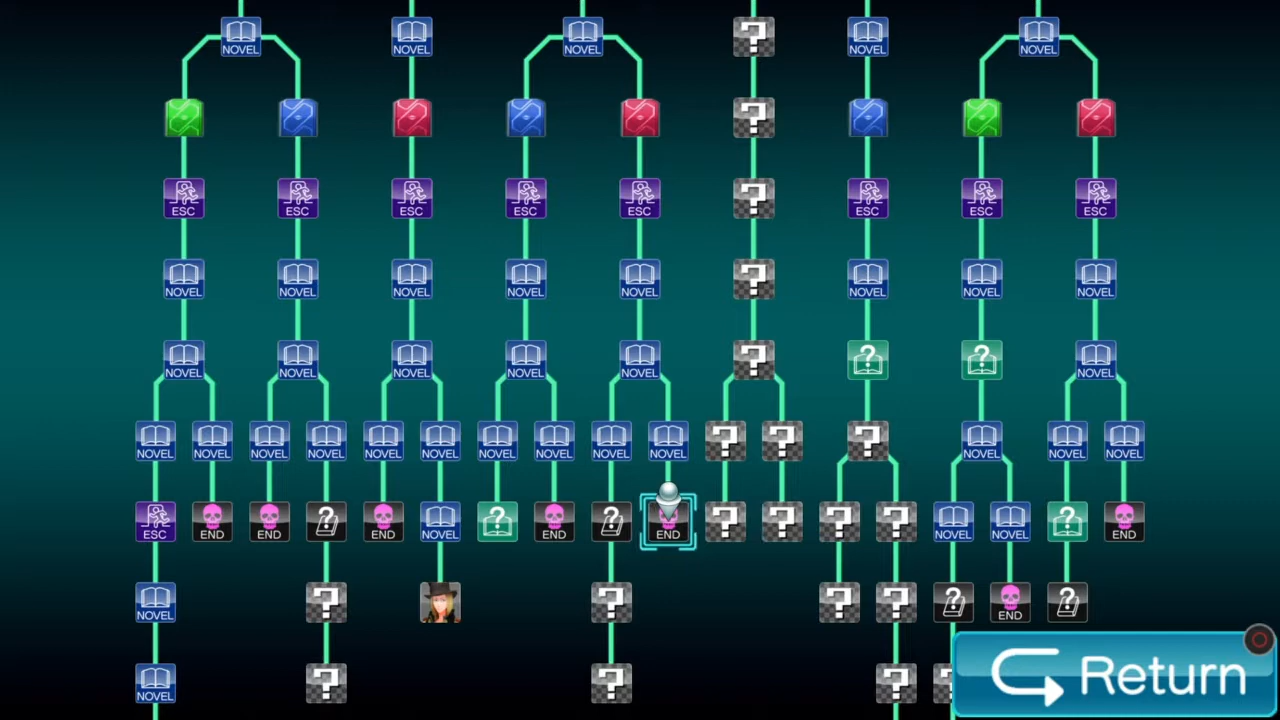 NOVEL NOVEL NOVEL ? NOVEL NOVEL
ESC ESC ESC ESC ESC ? ESC ESC ESC
NOVEL NOVEL NOVEL NOVEL NOVEL ? NOVEL NOVEL NOVEL
NOVEL NOVEL NOVEL NOVEL NOVEL ? ? ? NOVEL
NOVEL NOVEL NOVEL NOVEL NOVEL NOVEL NOVEL NOVEL NOVEL NOVEL ? ? ? NOVEL NOVEL NOVEL
ESC END END ? END NOVEL ? END ? END ? ? ? ? NOVEL NOVEL ? END
NOVEL ? ? ? ? ? END ?
NOVEL ? ? ? ?
Return